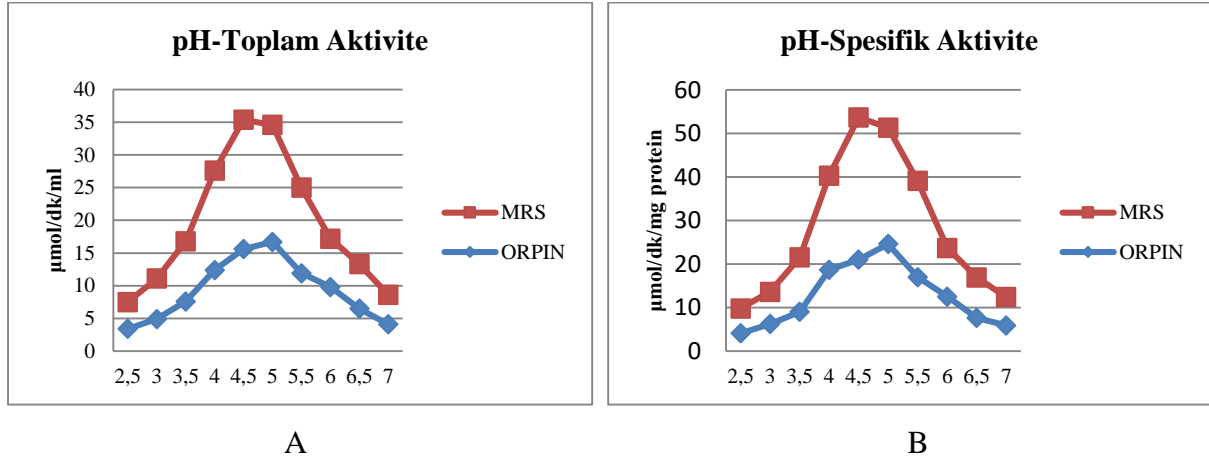 pH-Toplam Aktivite
µmol/dk/ml
40
35
30
25
20
15
10
5
0
2,5 3 3,5 4 4,5 5 5,5 6 6,5 7
MRS
ORPIN
A
pH-Spesifik Aktivite
µmol/dk/mg protein
60
50
40
30
20
10
0
2,5 3 3,5 4 4,5 5 5,5 6 6,5 7
MRS
ORPIN
B